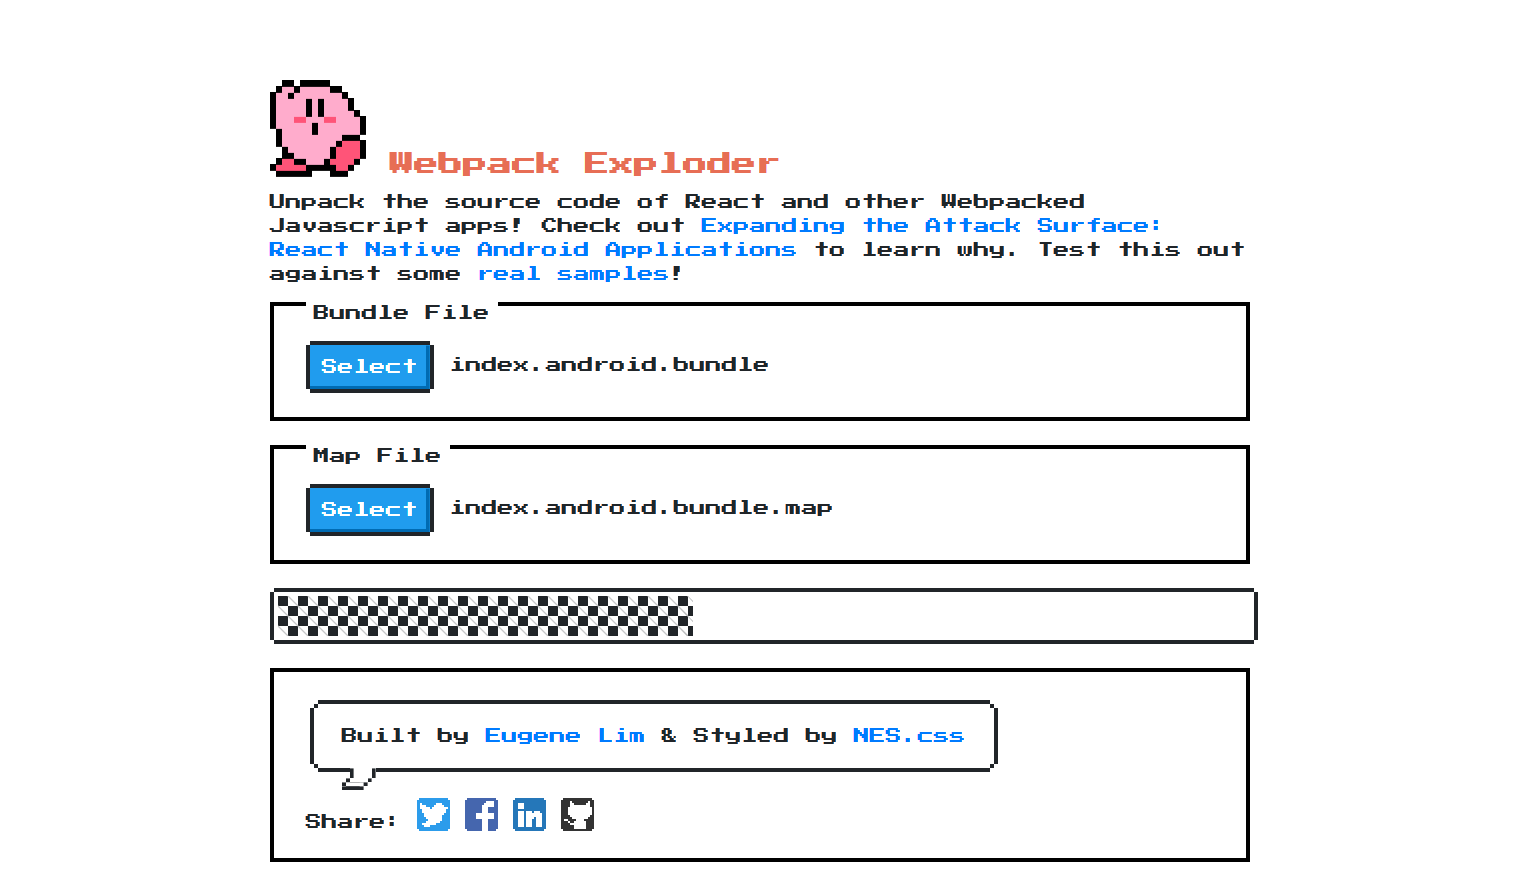 Webpack Exploder
Unpack the source code of React and other Webpacked
Javascript apps! Check out Expanding the Attack Surface:
React Native Android Applications to learn why. Test this out
against some real samples!
Bundle File
Select index.android.bundle
Map File
Select index.android.bundle.map
Built by Eugene Lim & Styled by NES.css
Share: